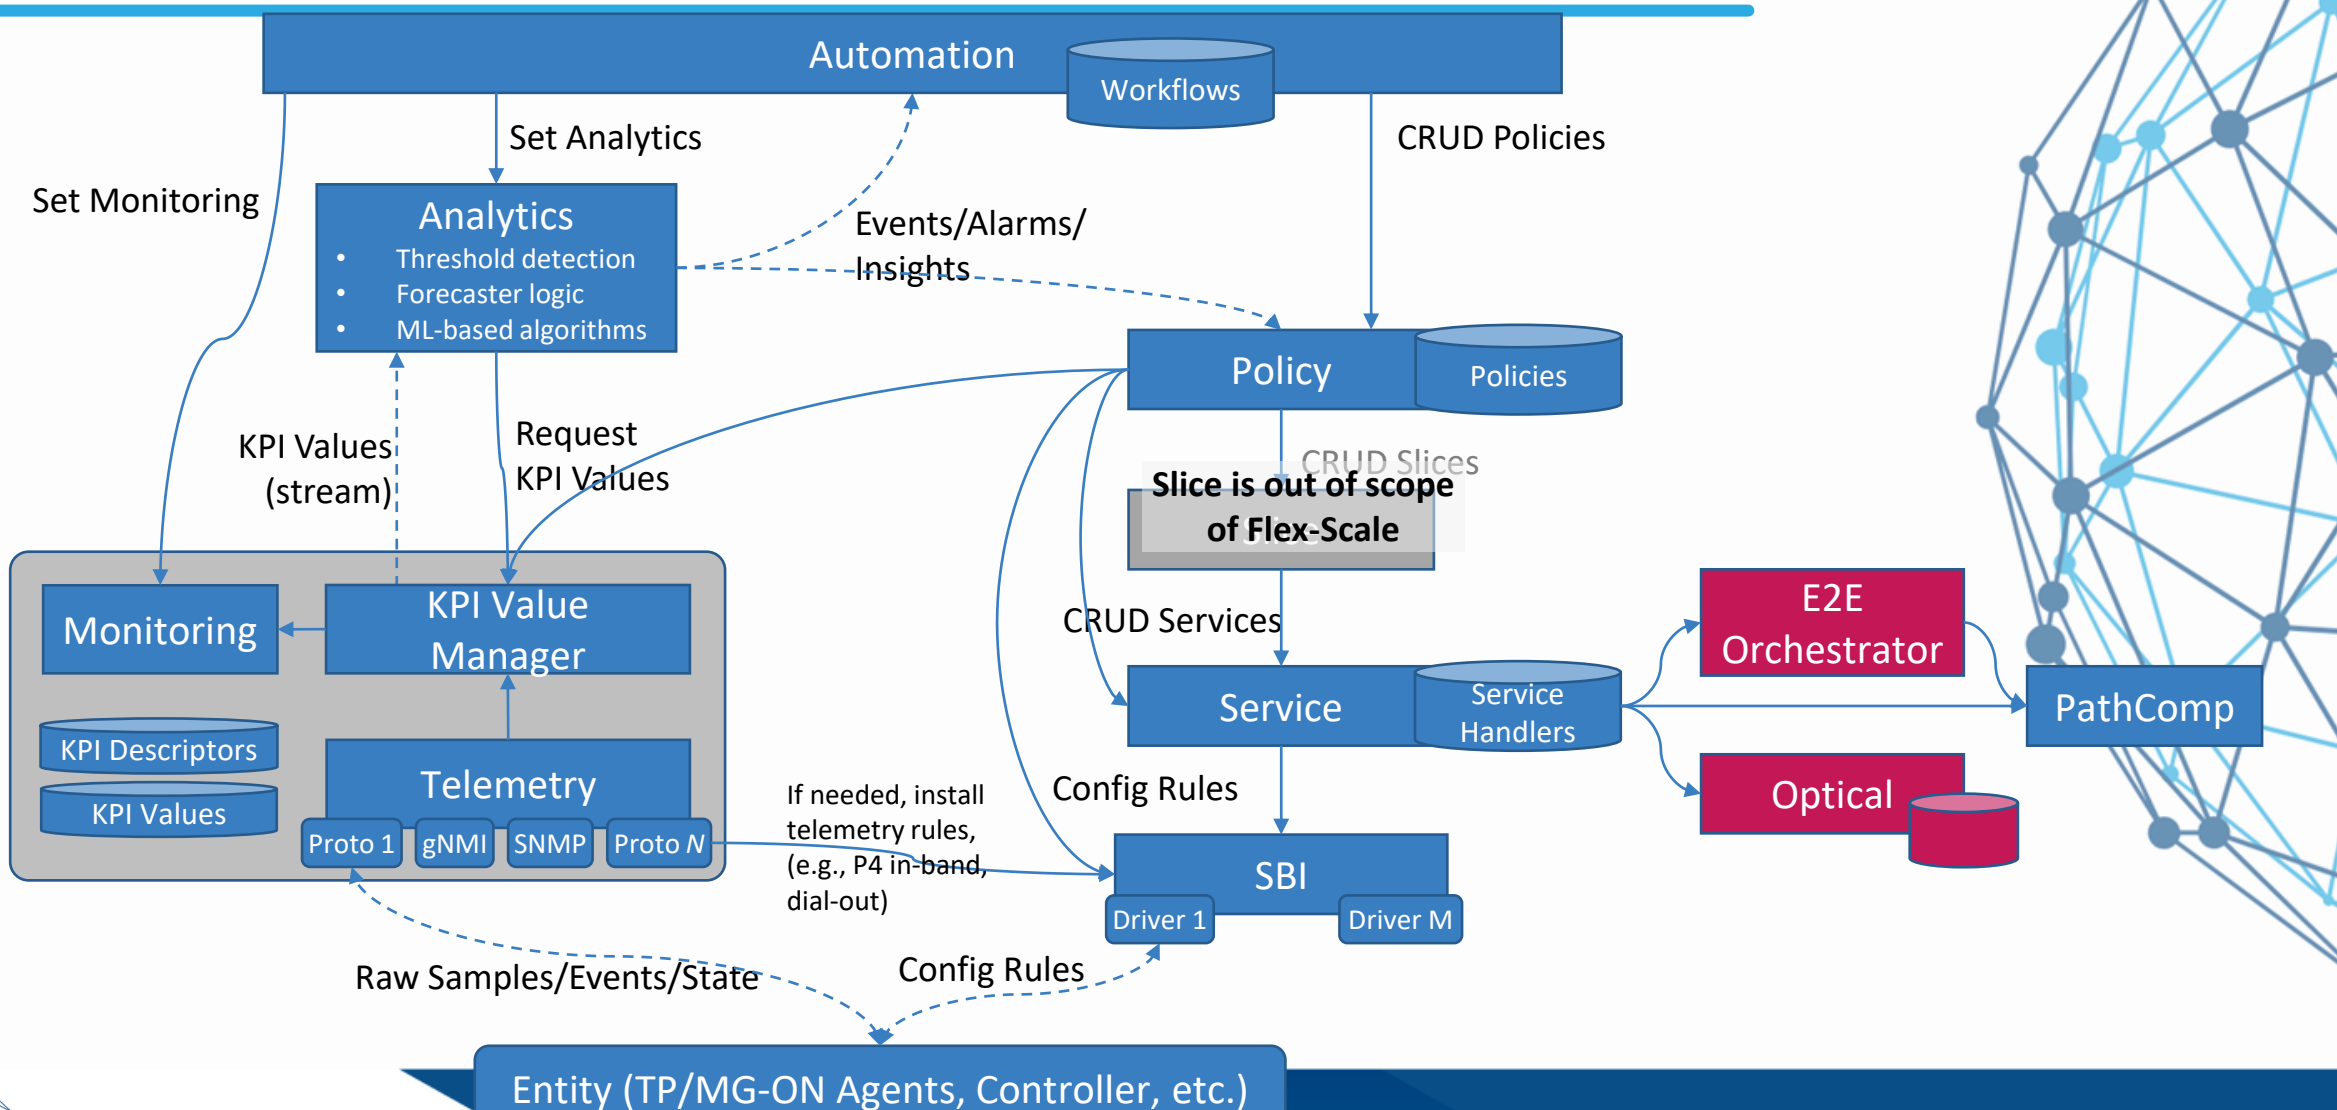 Automation
Workflows
Set Analytics
CRUD Policies
Set Monitoring
Analytics
• Threshold detection
• Forecaster logic
• ML-based algorithms
Events/Alarms/
Insights
Policy
Policies
KPI Values
(stream)
Request
KPI Values
CRUD Slices
Slice is out of scope
of Flex-Scale
Slice
Monitoring
KPI Value
Manager
CRUD Services
E2E
Orchestrator
Service
Service
Handlers
PathComp
KPI Descriptors
KPI Values
Telemetry
Proto 1
gNMI
SNMP
Proto N
If needed, install
telemetry rules,
(e.g., P4 in-band,
dial-out)
Config Rules
Optical
SBI
Driver 1
Driver M
Raw Samples/Events/State
Config Rules
Entity (TP/MG-ON Agents, Controller, etc.)